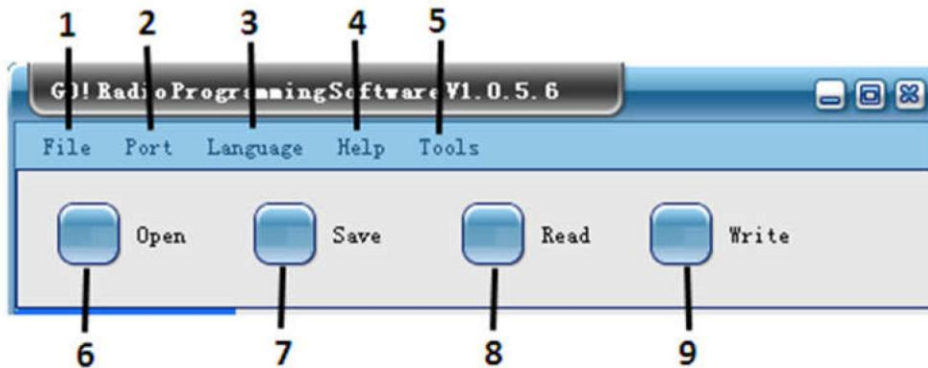 1 2 3 4 5
GO! Radio Programming Software V1.0.5.6
File Port Language Help Tools
Open Save Read Write
6 7 8 9